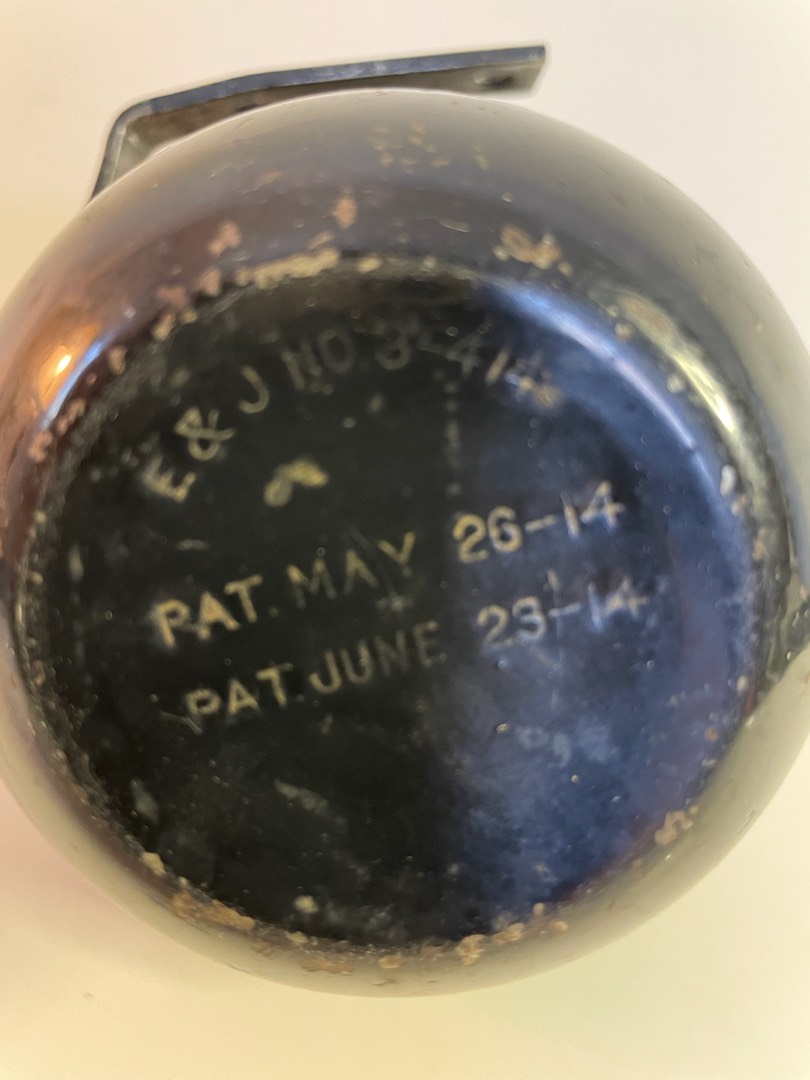 E & J NO 3-414
PAT. MAY 26-14
PAT. JUNE 23-14